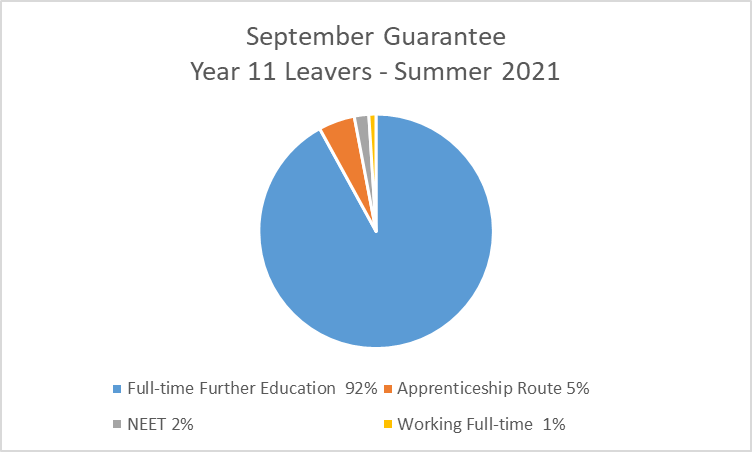 September Guarantee
Year 11 Leavers - Summer 2021
Full-time Further Education  92%
Apprenticeship Route 5%
NEET 2%
Working Full-time  1%